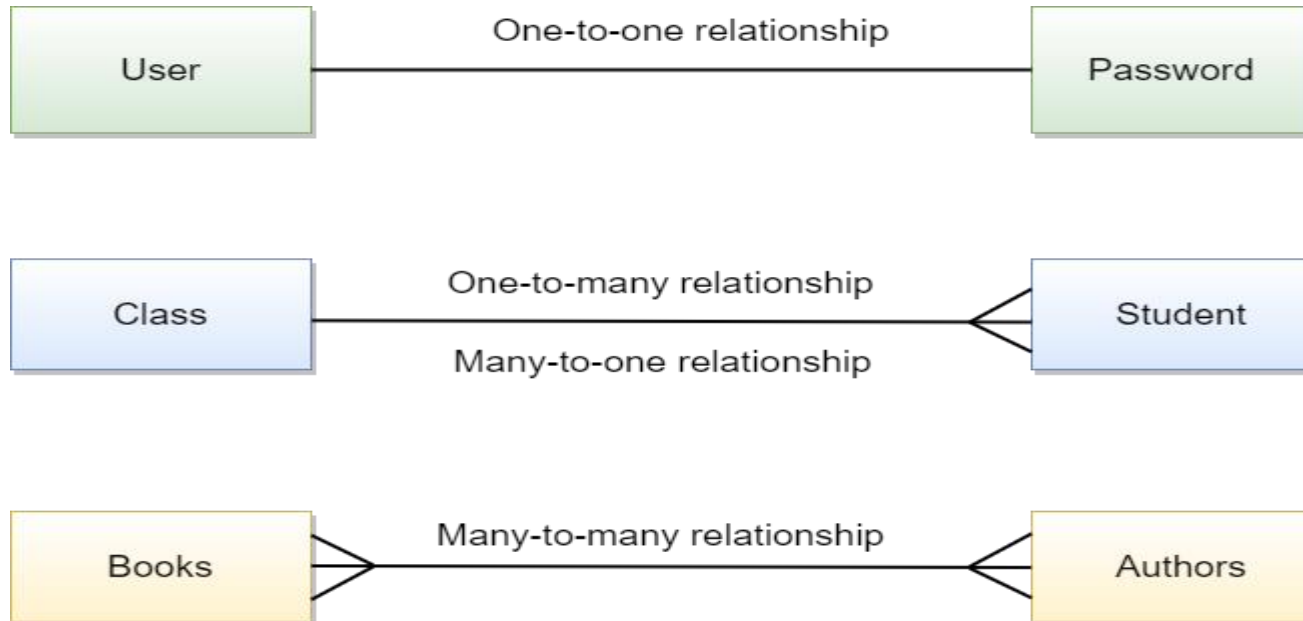 One-to-one relationship
User
Password
One-to-many relationship
Class
Student
Many-to-one relationship
Many-to-many relationship
Books
Authors